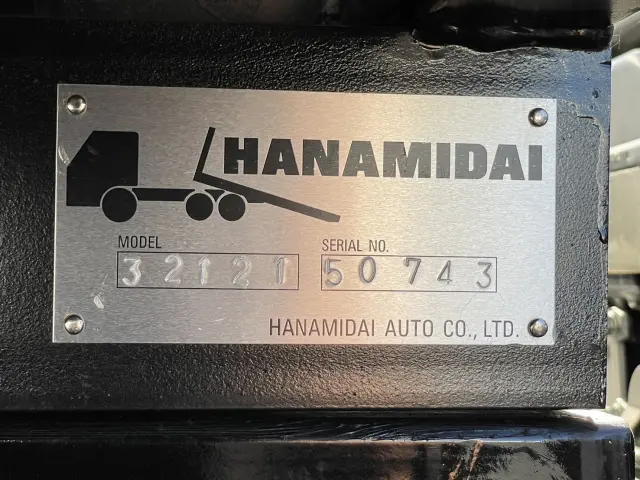 HANAMIDAI
MODEL SERIAL NO.
32121 50743
HANAMIDAI AUTO CO., LTD.